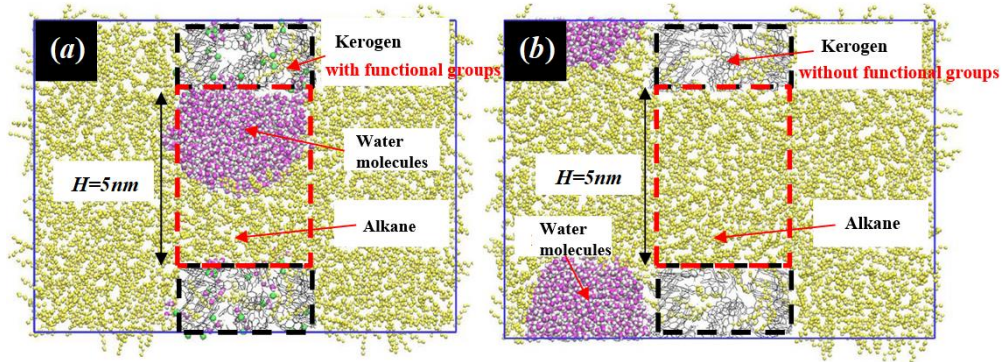 (a)
Kerogen
with functional groups
Water
molecules
H=5nm
Alkane
(b)
Kerogen
without functional groups
H=5nm
Water
molecules
Alkane